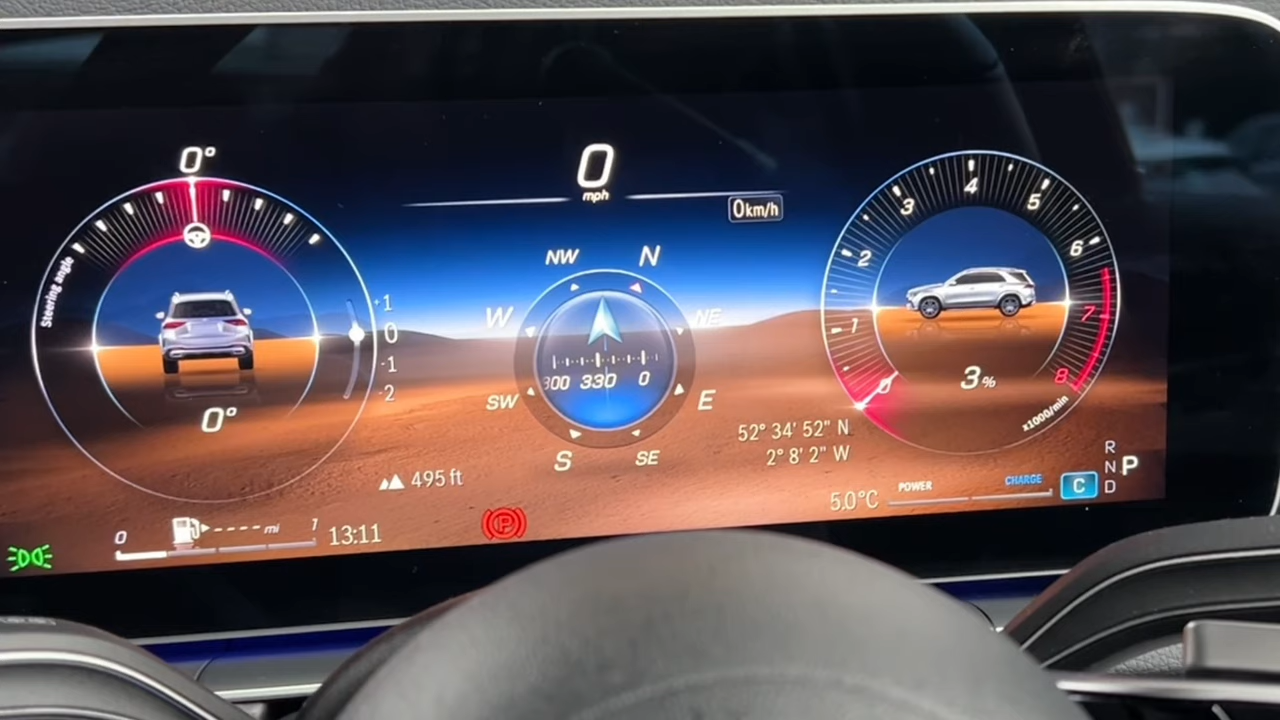 0°
Steering angle
+1
0
-1
-2
0°
0
mph
0km/h
NW
N
W
NE
300 330 0
SW
E
S
SE
0
1
2
3
4
5
6
7
8
x1000/min
3%
52° 34' 52" N
2° 8' 2" W
495 ft
0
---- mi
1
13:11
P
5.0°C
POWER
CHARGE
C
R
N
D
P